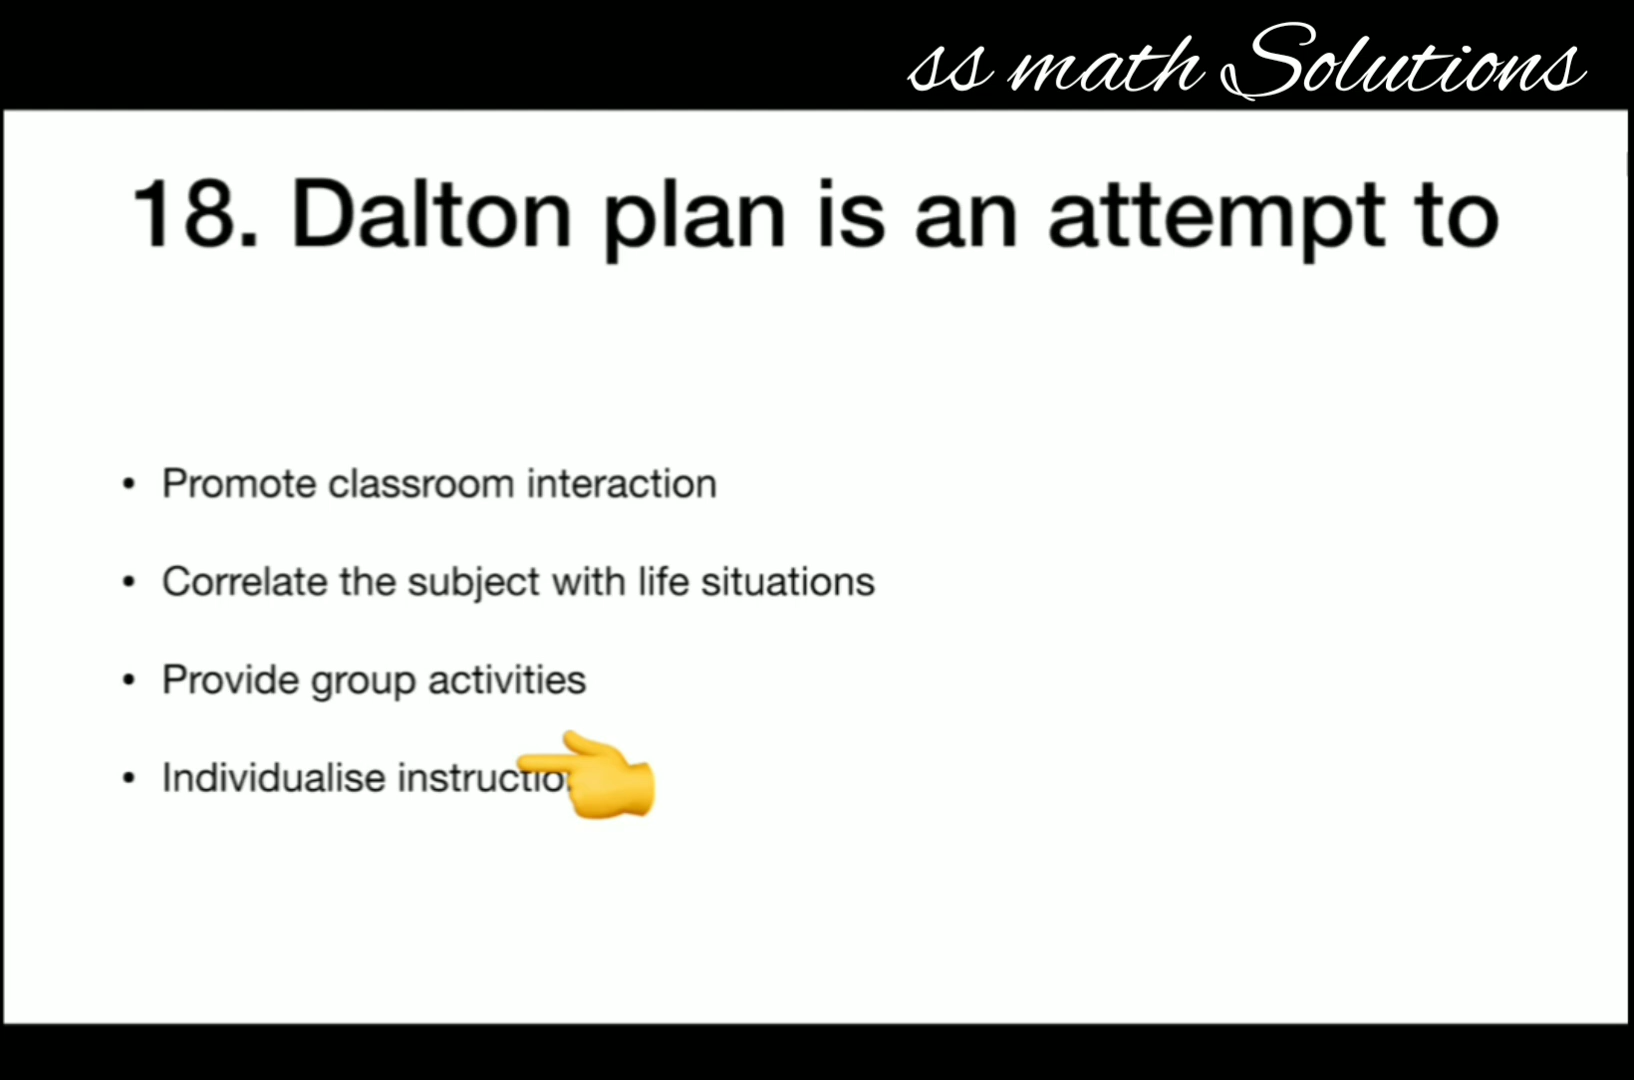 ss math Solutions
18. Dalton plan is an attempt to
• Promote classroom interaction
• Correlate the subject with life situations
• Provide group activities
• Individualise